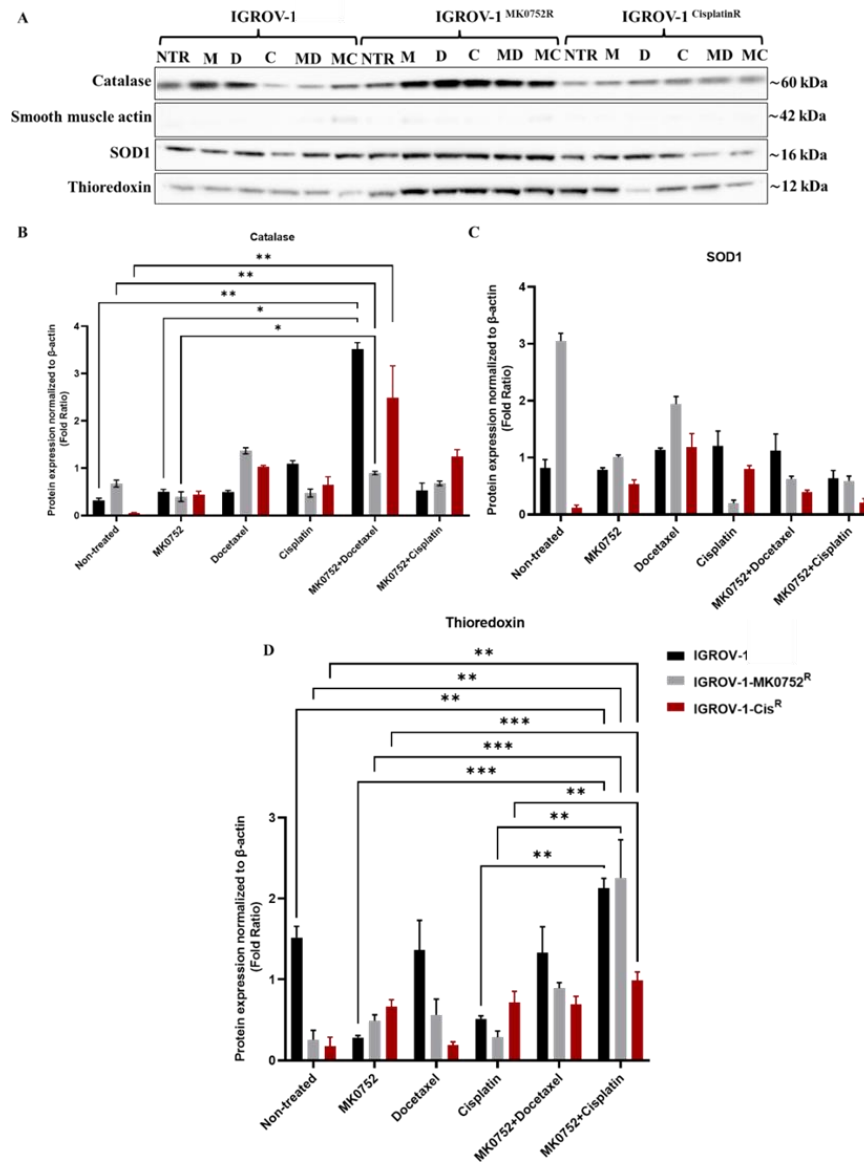 A
IGROV-1
IGROV-1 MK0752R
IGROV-1 CisplatinR
NTR M D C MD MC NTR M D C MD MC NTR M D C MD MC
Catalase ~60 kDa
Smooth muscle actin ~42 kDa
SOD1 ~16 kDa
Thioredoxin ~12 kDa
B
Catalase
**
**
**
*
*
Protein expression normalized to β-actin
(Fold Ratio)
4
3
2
1
0
Non-treated
MK0752
Docetaxel
Cisplatin
MK0752+Docetaxel
MK0752+Cisplatin
C
SOD1
Protein expression normalized to β-actin
(Fold Ratio)
5
4
3
2
1
0
Non-treated
MK0752
Docetaxel
Cisplatin
MK0752+Docetaxel
MK0752+Cisplatin
D
Thioredoxin
**
**
**
***
***
***
**
**
**
Protein expression normalized to β-actin
(Fold Ratio)
3
2
1
0
Non-treated
MK0752
Docetaxel
Cisplatin
MK0752+Docetaxel
MK0752+Cisplatin
IGROV-1
IGROV-1-MK0752R
IGROV-1-CisR